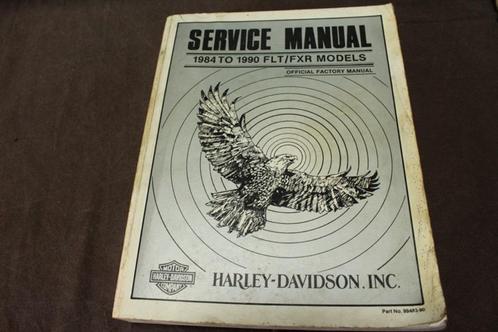 SERVICE MANUAL
1984 TO 1990 FLT/FXR MODELS
OFFICIAL FACTORY MANUAL
MOTOR
HARLEY-DAVIDSON
COMPANY
HARLEY-DAVIDSON, INC.
Part No. 99483-90